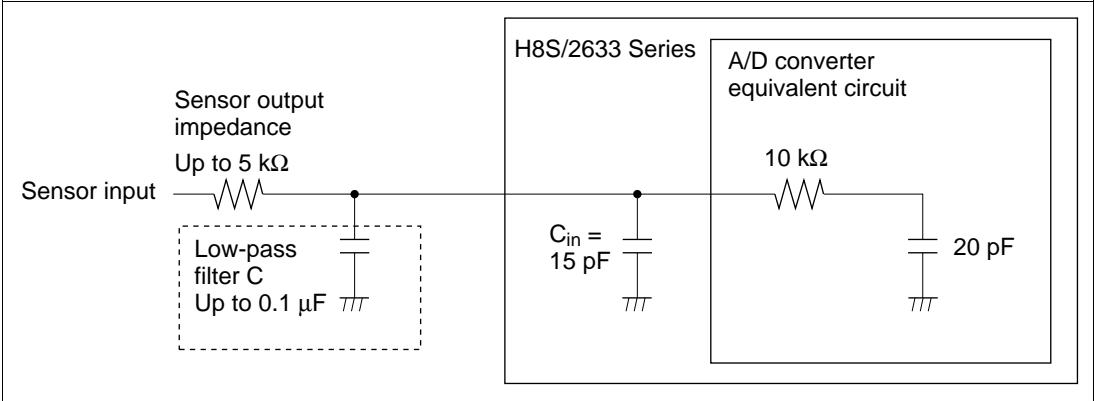 H8S/2633 Series
A/D converter
equivalent circuit
Sensor output
impedance
Up to 5 kΩ
10 kΩ
Sensor input
Low-pass
filter C
Up to 0.1 μF
Cin =
15 pF
20 pF